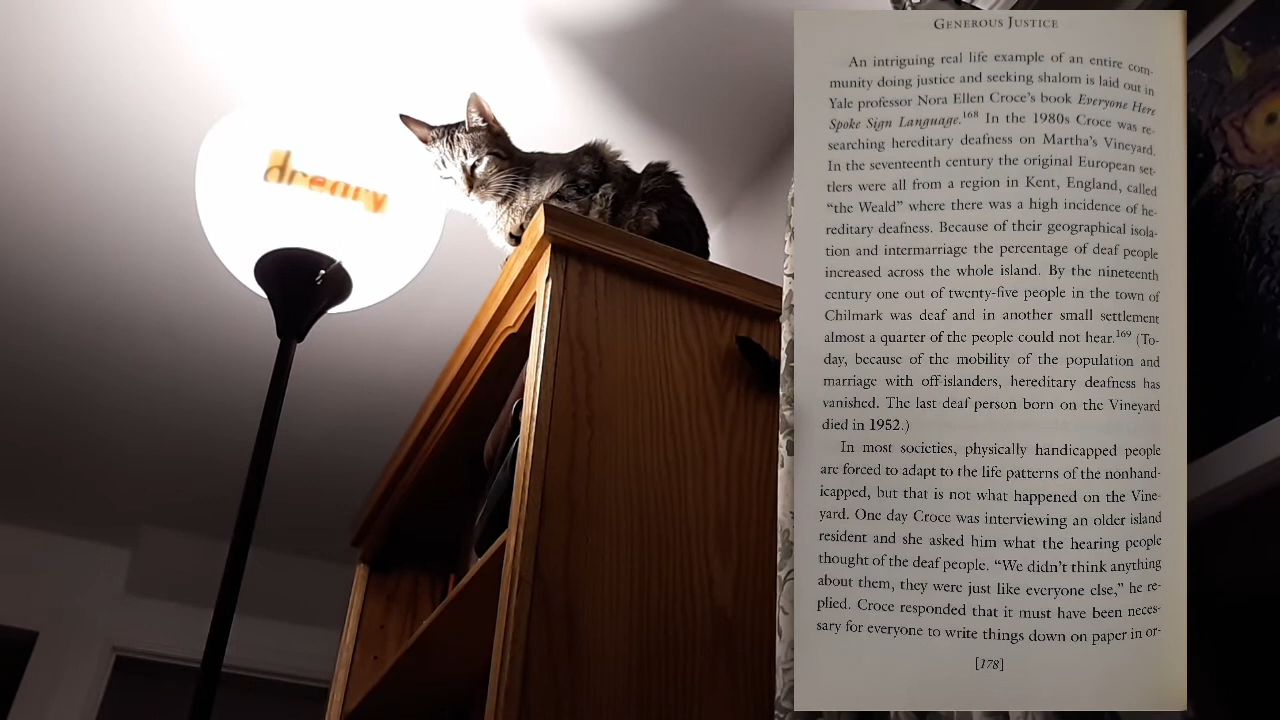 dreary
GENEROUS JUSTICE
An intriguing real life example of an entire com-
munity doing justice and seeking shalom is laid out in
Yale professor Nora Ellen Croce's book Everyone Here
Spoke Sign Language.168 In the 1980s Croce was re-
searching hereditary deafness on Martha's Vineyard.
In the seventeenth century the original European set-
tlers were all from a region in Kent, England, called
"the Weald" where there was a high incidence of he-
reditary deafness. Because of their geographical isola-
tion and intermarriage the percentage of deaf people
increased across the whole island. By the nineteenth
century one out of twenty-five people in the town of
Chilmark was deaf and in another small settlement
almost a quarter of the people could not hear.169 (To-
day, because of the mobility of the population and
marriage with off-islanders, hereditary deafness has
vanished. The last deaf person born on the Vineyard
died in 1952.)
In most societies, physically handicapped people
are forced to adapt to the life patterns of the nonhand-
icapped, but that is not what happened on the Vine-
yard. One day Croce was interviewing an older island
resident and she asked him what the hearing people
thought of the deaf people. "We didn't think anything
about them, they were just like everyone else," he re-
plied. Croce responded that it must have been neces-
sary for everyone to write things down on paper in or-
[178]